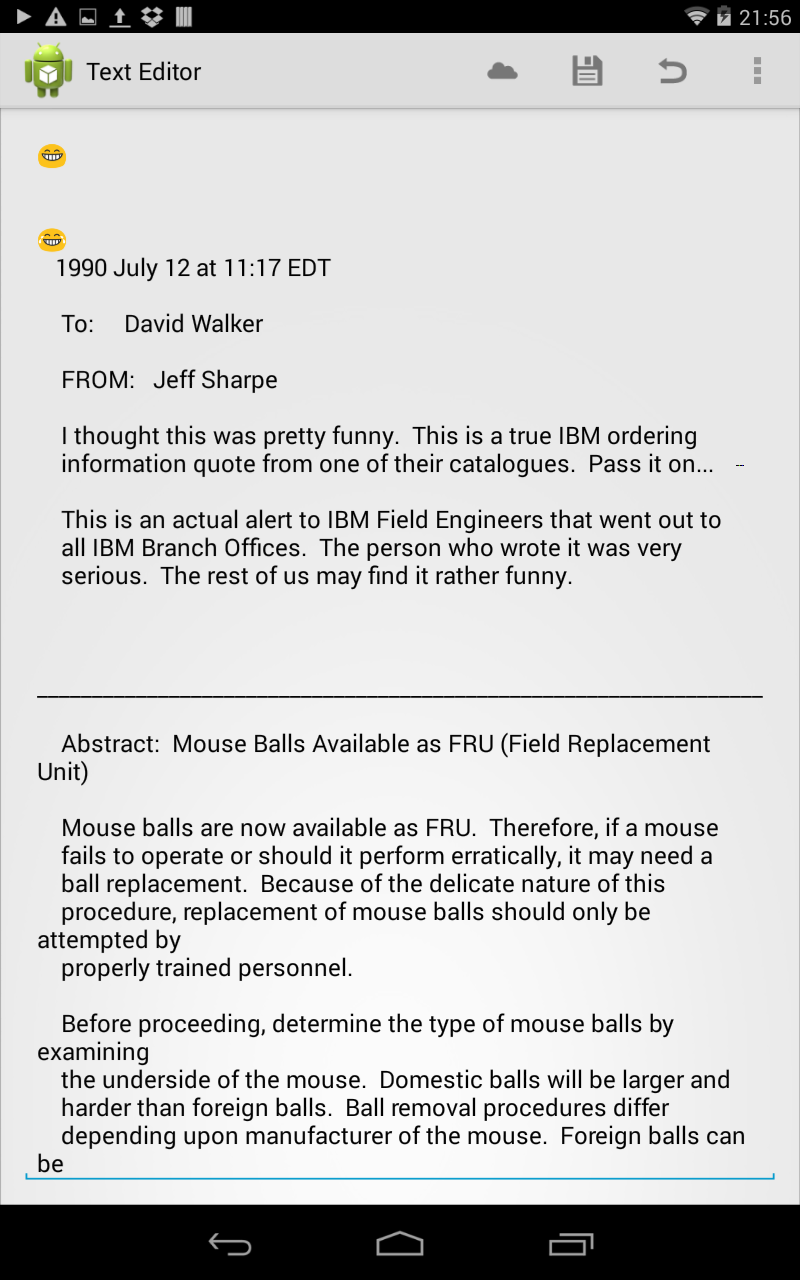 21:56
Text Editor
😁
😂
1990 July 12 at 11:17 EDT
To:     David Walker
FROM:   Jeff Sharpe
I thought this was pretty funny.  This is a true IBM ordering
information quote from one of their catalogues.  Pass it on...   --
This is an actual alert to IBM Field Engineers that went out to
all IBM Branch Offices.  The person who wrote it was very
serious.  The rest of us may find it rather funny.
__________________________________________________________________
Abstract:  Mouse Balls Available as FRU (Field Replacement
Unit)
Mouse balls are now available as FRU.  Therefore, if a mouse
fails to operate or should it perform erratically, it may need a
ball replacement.  Because of the delicate nature of this
procedure, replacement of mouse balls should only be
attempted by
properly trained personnel.
Before proceeding, determine the type of mouse balls by
examining
the underside of the mouse.  Domestic balls will be larger and
harder than foreign balls.  Ball removal procedures differ
depending upon manufacturer of the mouse.  Foreign balls can
be